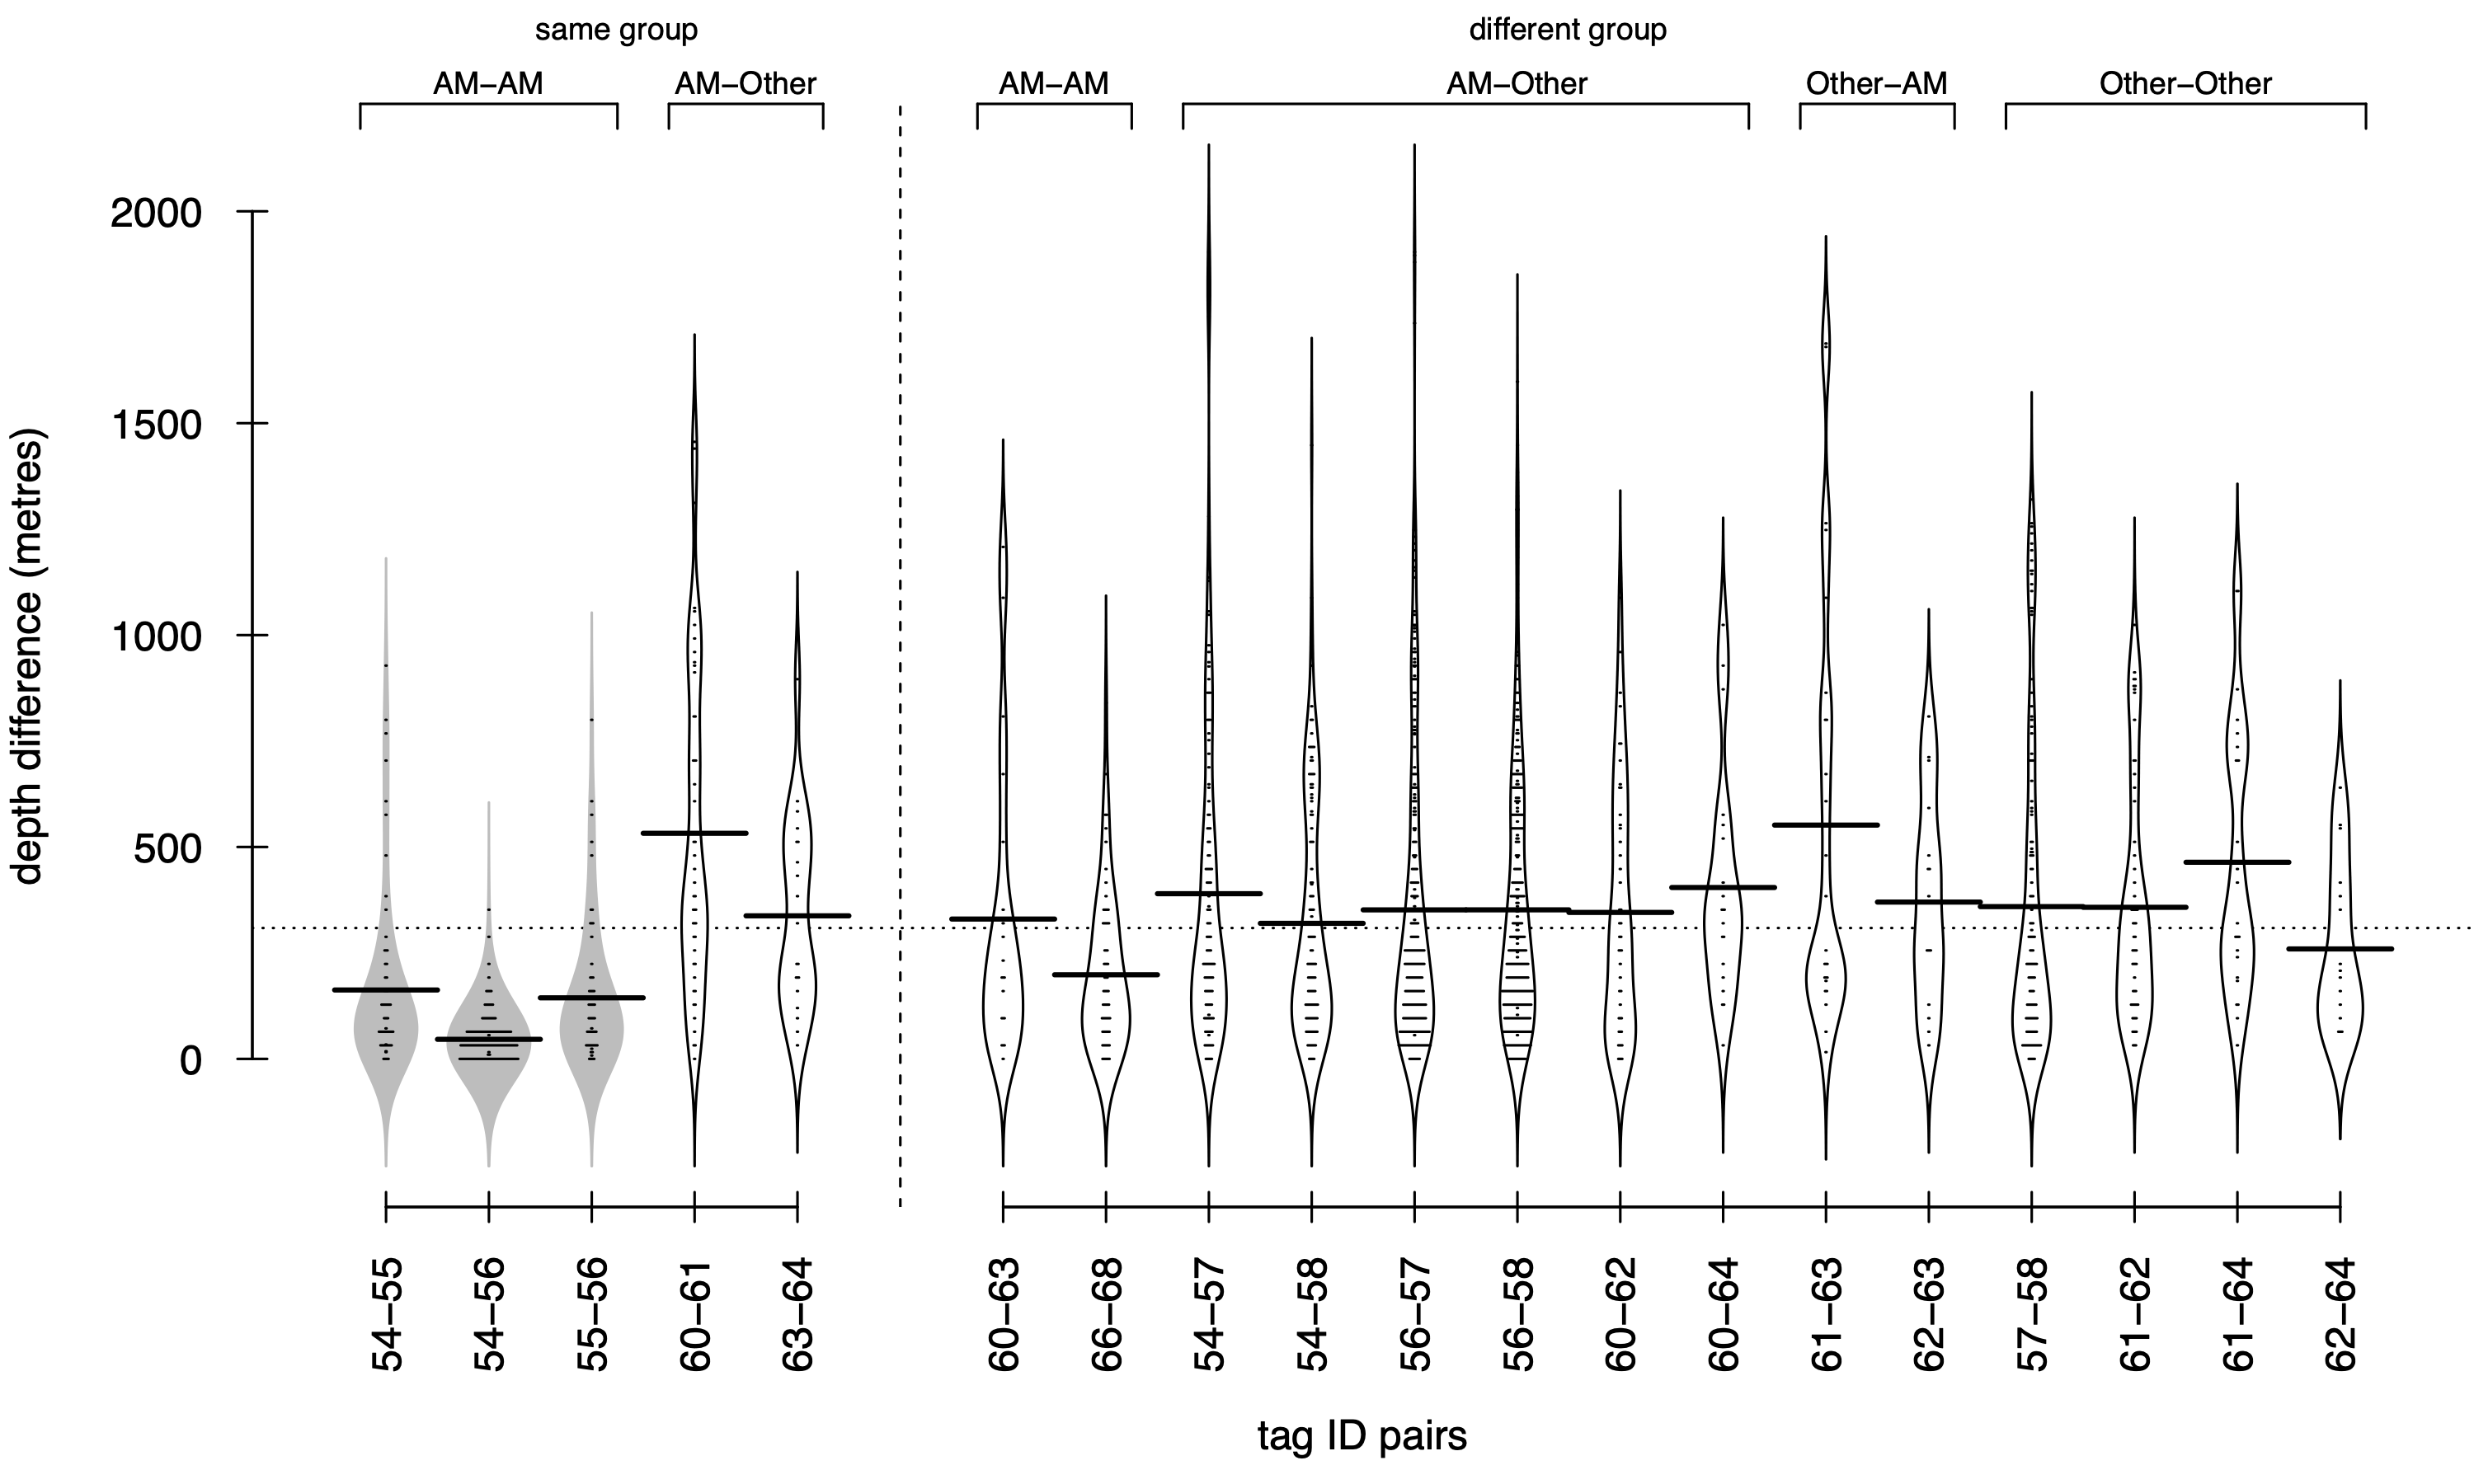 same group
different group
AM–AM
AM–Other
AM–AM
AM–Other
Other–AM
Other–Other
depth difference (metres)
2000
1500
1000
500
0
54–55
54–56
55–56
60–61
63–64
60–63
66–68
54–57
54–58
56–57
56–58
60–62
60–64
61–63
62–63
57–58
61–62
61–64
62–64
tag ID pairs